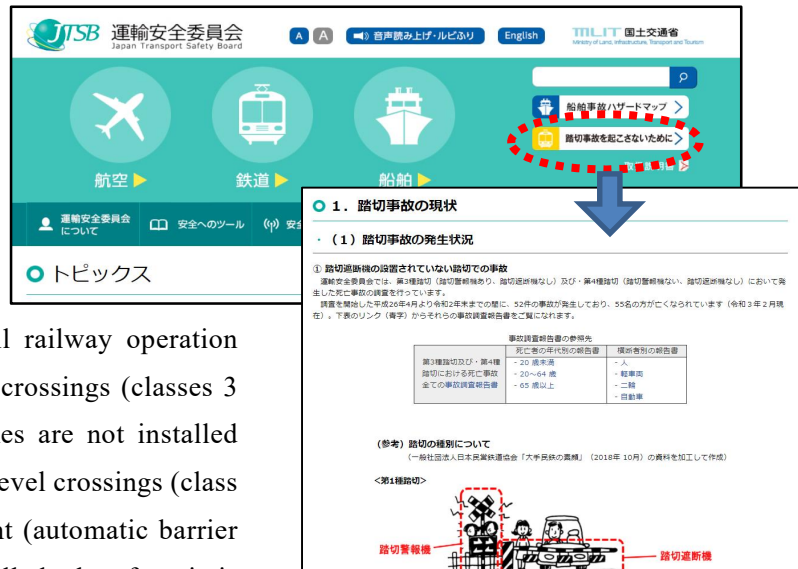 JTSB 運輸安全委員会
Japan Transport Safety Board
A A 音声読み上げ・ルビふり English
MLIT 国土交通省
Ministry of Land, Infrastructure, Transport and Tourism
船舶事故ハザードマップ
踏切事故を起こさないために
航空 鉄道 船舶
運輸安全委員会
について
安全へのツール
トピックス
1. 踏切事故の現状
・(1)踏切事故の発生状況
① 踏切遮断機の設置されていない踏切での事故
運輸安全委員会では、第3種踏切(踏切警報機あり、踏切遮断機なし)及び・第4種踏切(踏切警報機ない、踏切遮断機なし)において発
生した死亡事故の調査を行っています。
調査を開始した平成26年4月より令和2年末までの間に、52件の事故が発生しており、55名の方が亡くなられています(令和3年2月現
在)。下表のリンク(青字)からそれらの事故調査報告書をご覧になれます。
事故調査報告書の参照先
死亡者の年代別の報告書 横断者別の報告書
第3種踏切及び・第4種
踏切における死亡事故
全ての事故調査報告書
- 20 歳未満
- 20~64 歳
- 65 歳以上
- 人
- 軽車両
- 二輪
- 自動車
(参考)踏切の種別について
(一般社団法人日本民営鉄道協会「大手民鉄の素顔」(2018年 10月)の資料を加工して作成)
<第1種踏切>
踏切警報機
踏切遮断機
railway operation
crossings (classes 3
es are not installed
level crossings (class
nt (automatic barrier